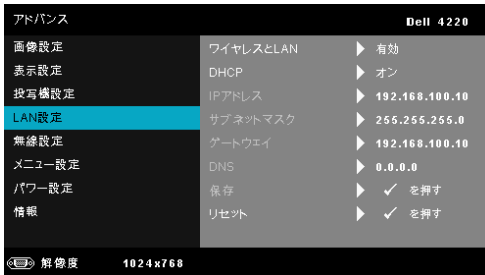 アドバンス Dell 4220
画像設定 ワイヤレスとLAN 有効
表示設定 DHCP オン
投写機設定 IPアドレス 192.168.100.10
LAN設定 サブネットマスク 255.255.255.0
無線設定 ゲートウエイ 192.168.100.10
メニュー設定 DNS 0.0.0.0
パワー設定 保存 ✓ を押す
情報 リセット ✓ を押す
解像度 1024x768